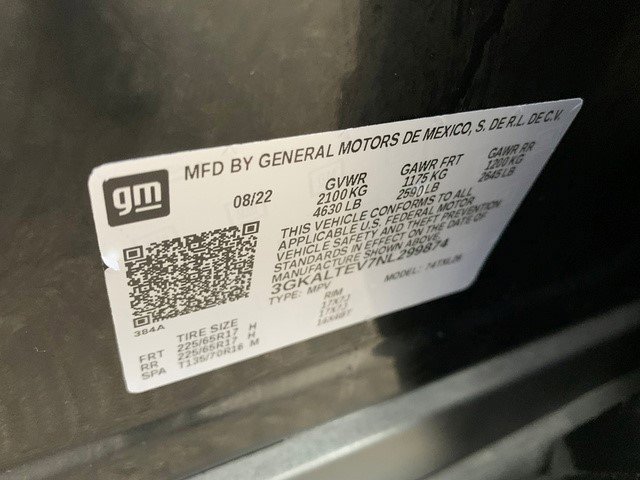 gm
MFD BY GENERAL MOTORS DE MEXICO, S. DE R.L. DE C.V.
08/22
GVWR
2100 KG
4630 LB
GAWR FRT
1175 KG
2590 LB
GAWR RR
1200 KG
2645 LB
THIS VEHICLE CONFORMS TO ALL
APPLICABLE U.S. FEDERAL MOTOR
VEHICLE SAFETY AND THEFT PREVENTION
STANDARDS IN EFFECT ON THE DATE OF
MANUFACTURE SHOWN ABOVE.
3GKALTEV7NL299874
TYPE: MPV
MODEL:
384A
TIRE SIZE
RIM
FRT 225/65R17 H
RR 225/65R17 H
SPA T135/70R16 M